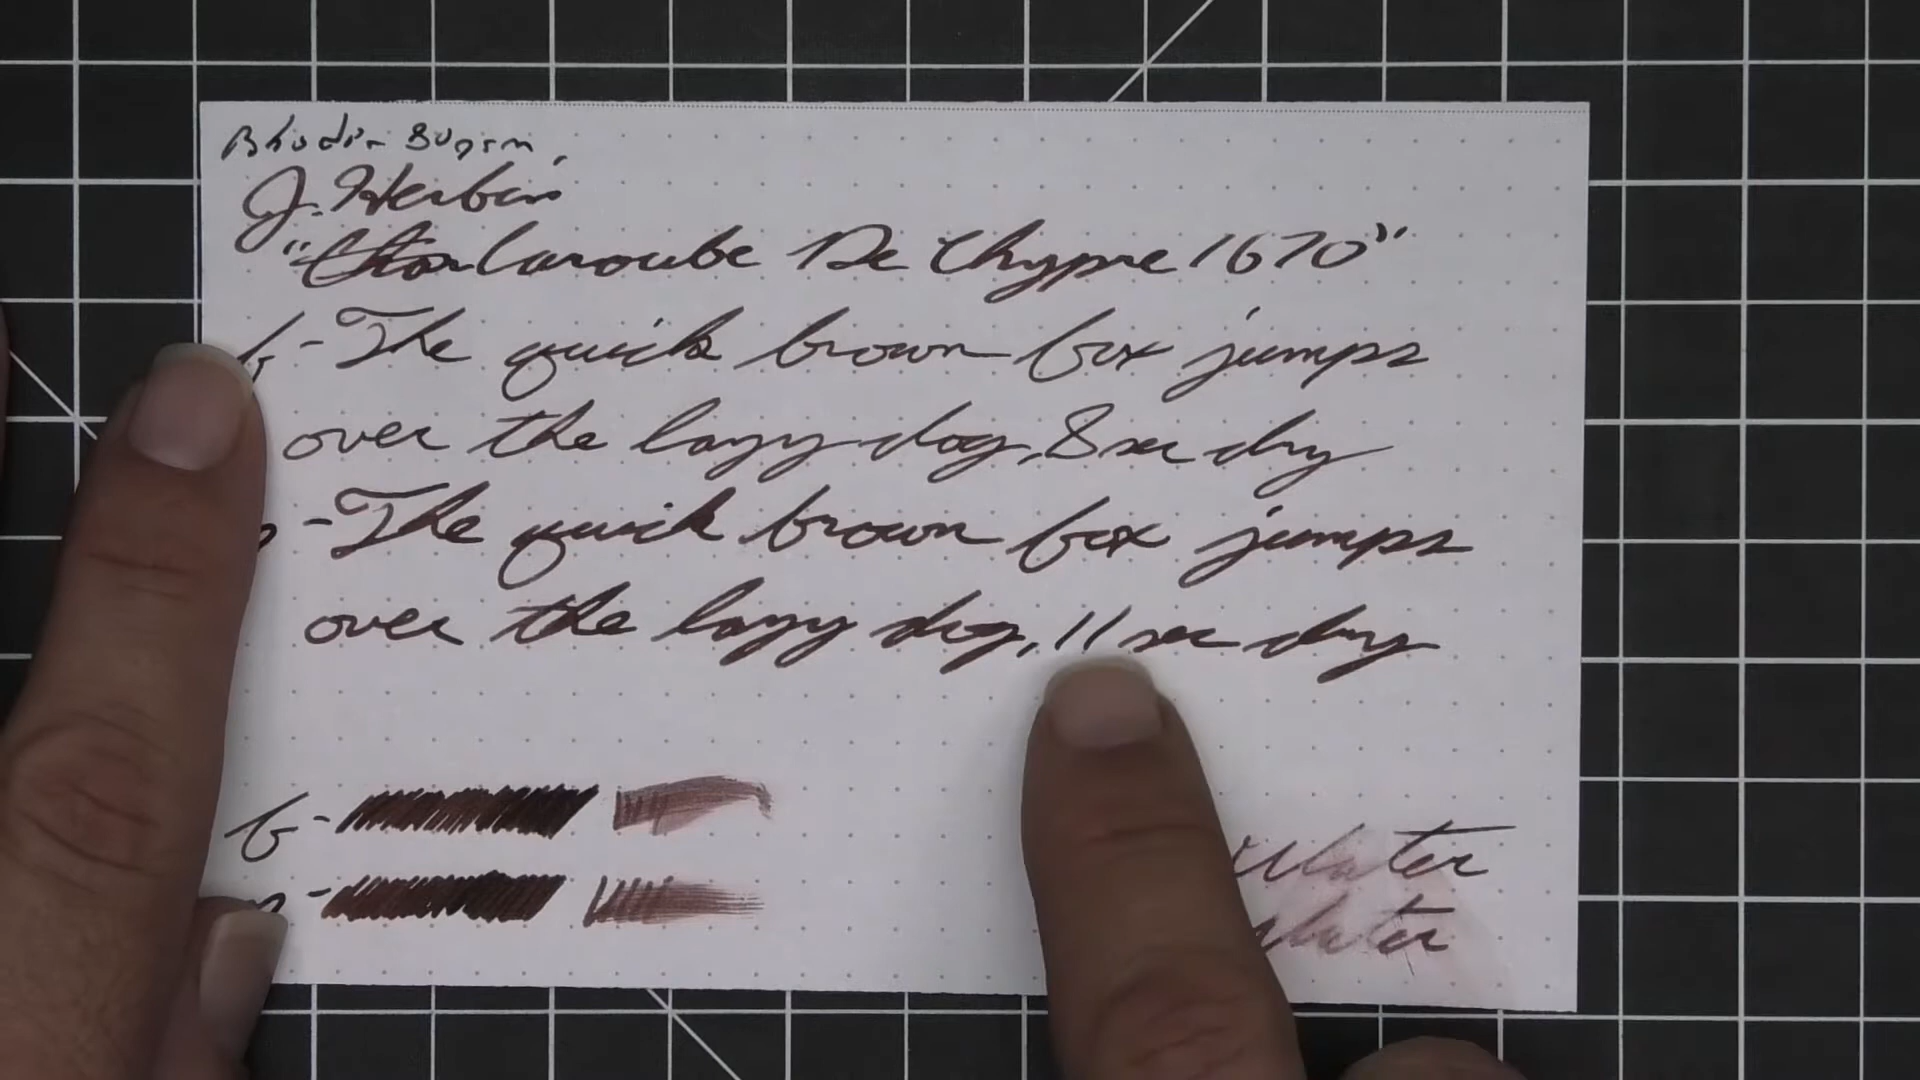 Rhodia 80gsm
J. Herbin
"Caroube De Chypre 1670"
f - The quick brown fox jumps
over the lazy dog. 8 sec dry
- The quick brown fox jumps
over the lazy dog. 11 sec dry
f -
-
Water
Water